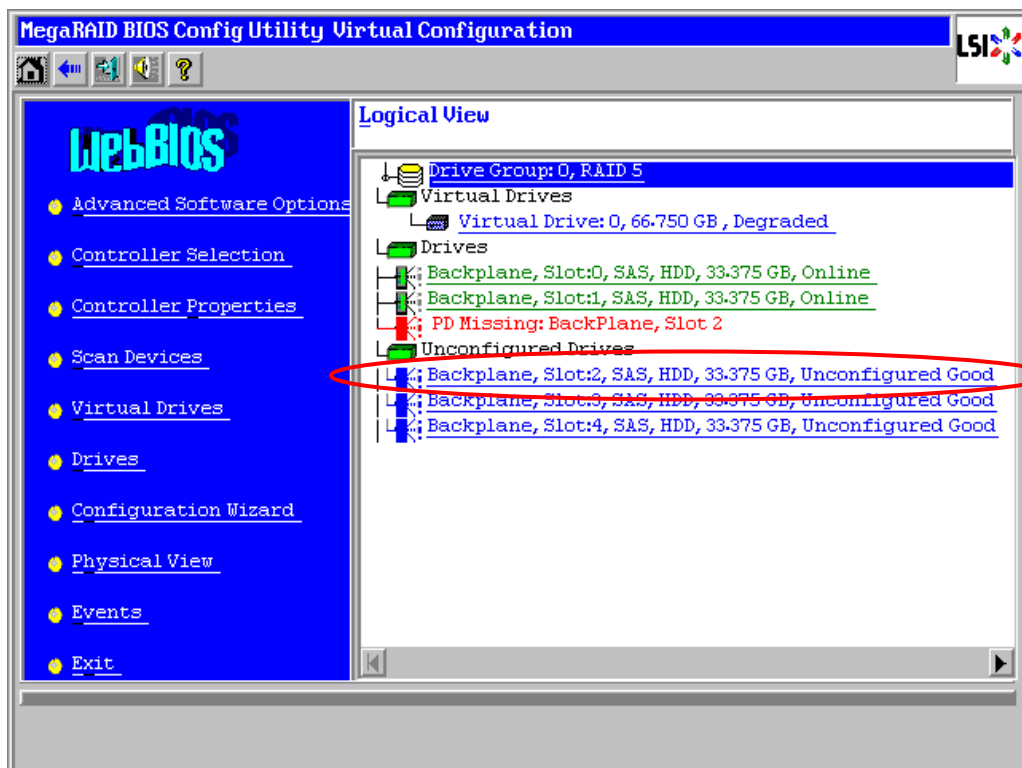 MegaRAID BIOS Config Utility Virtual Configuration
LSI
WebBIOS
Advanced Software Options
Controller Selection
Controller Properties
Scan Devices
Virtual Drives
Drives
Configuration Wizard
Physical View
Events
Exit
Logical View
Drive Group: 0, RAID 5
Virtual Drives
Virtual Drive: 0, 66.750 GB , Degraded
Drives
Backplane, Slot:0, SAS, HDD, 33.375 GB, Online
Backplane, Slot:1, SAS, HDD, 33.375 GB, Online
PD Missing: BackPlane, Slot 2
Unconfigured Drives
Backplane, Slot:2, SAS, HDD, 33.375 GB, Unconfigured Good
Backplane, Slot:3, SAS, HDD, 33.375 GB, Unconfigured Good
Backplane, Slot:4, SAS, HDD, 33.375 GB, Unconfigured Good